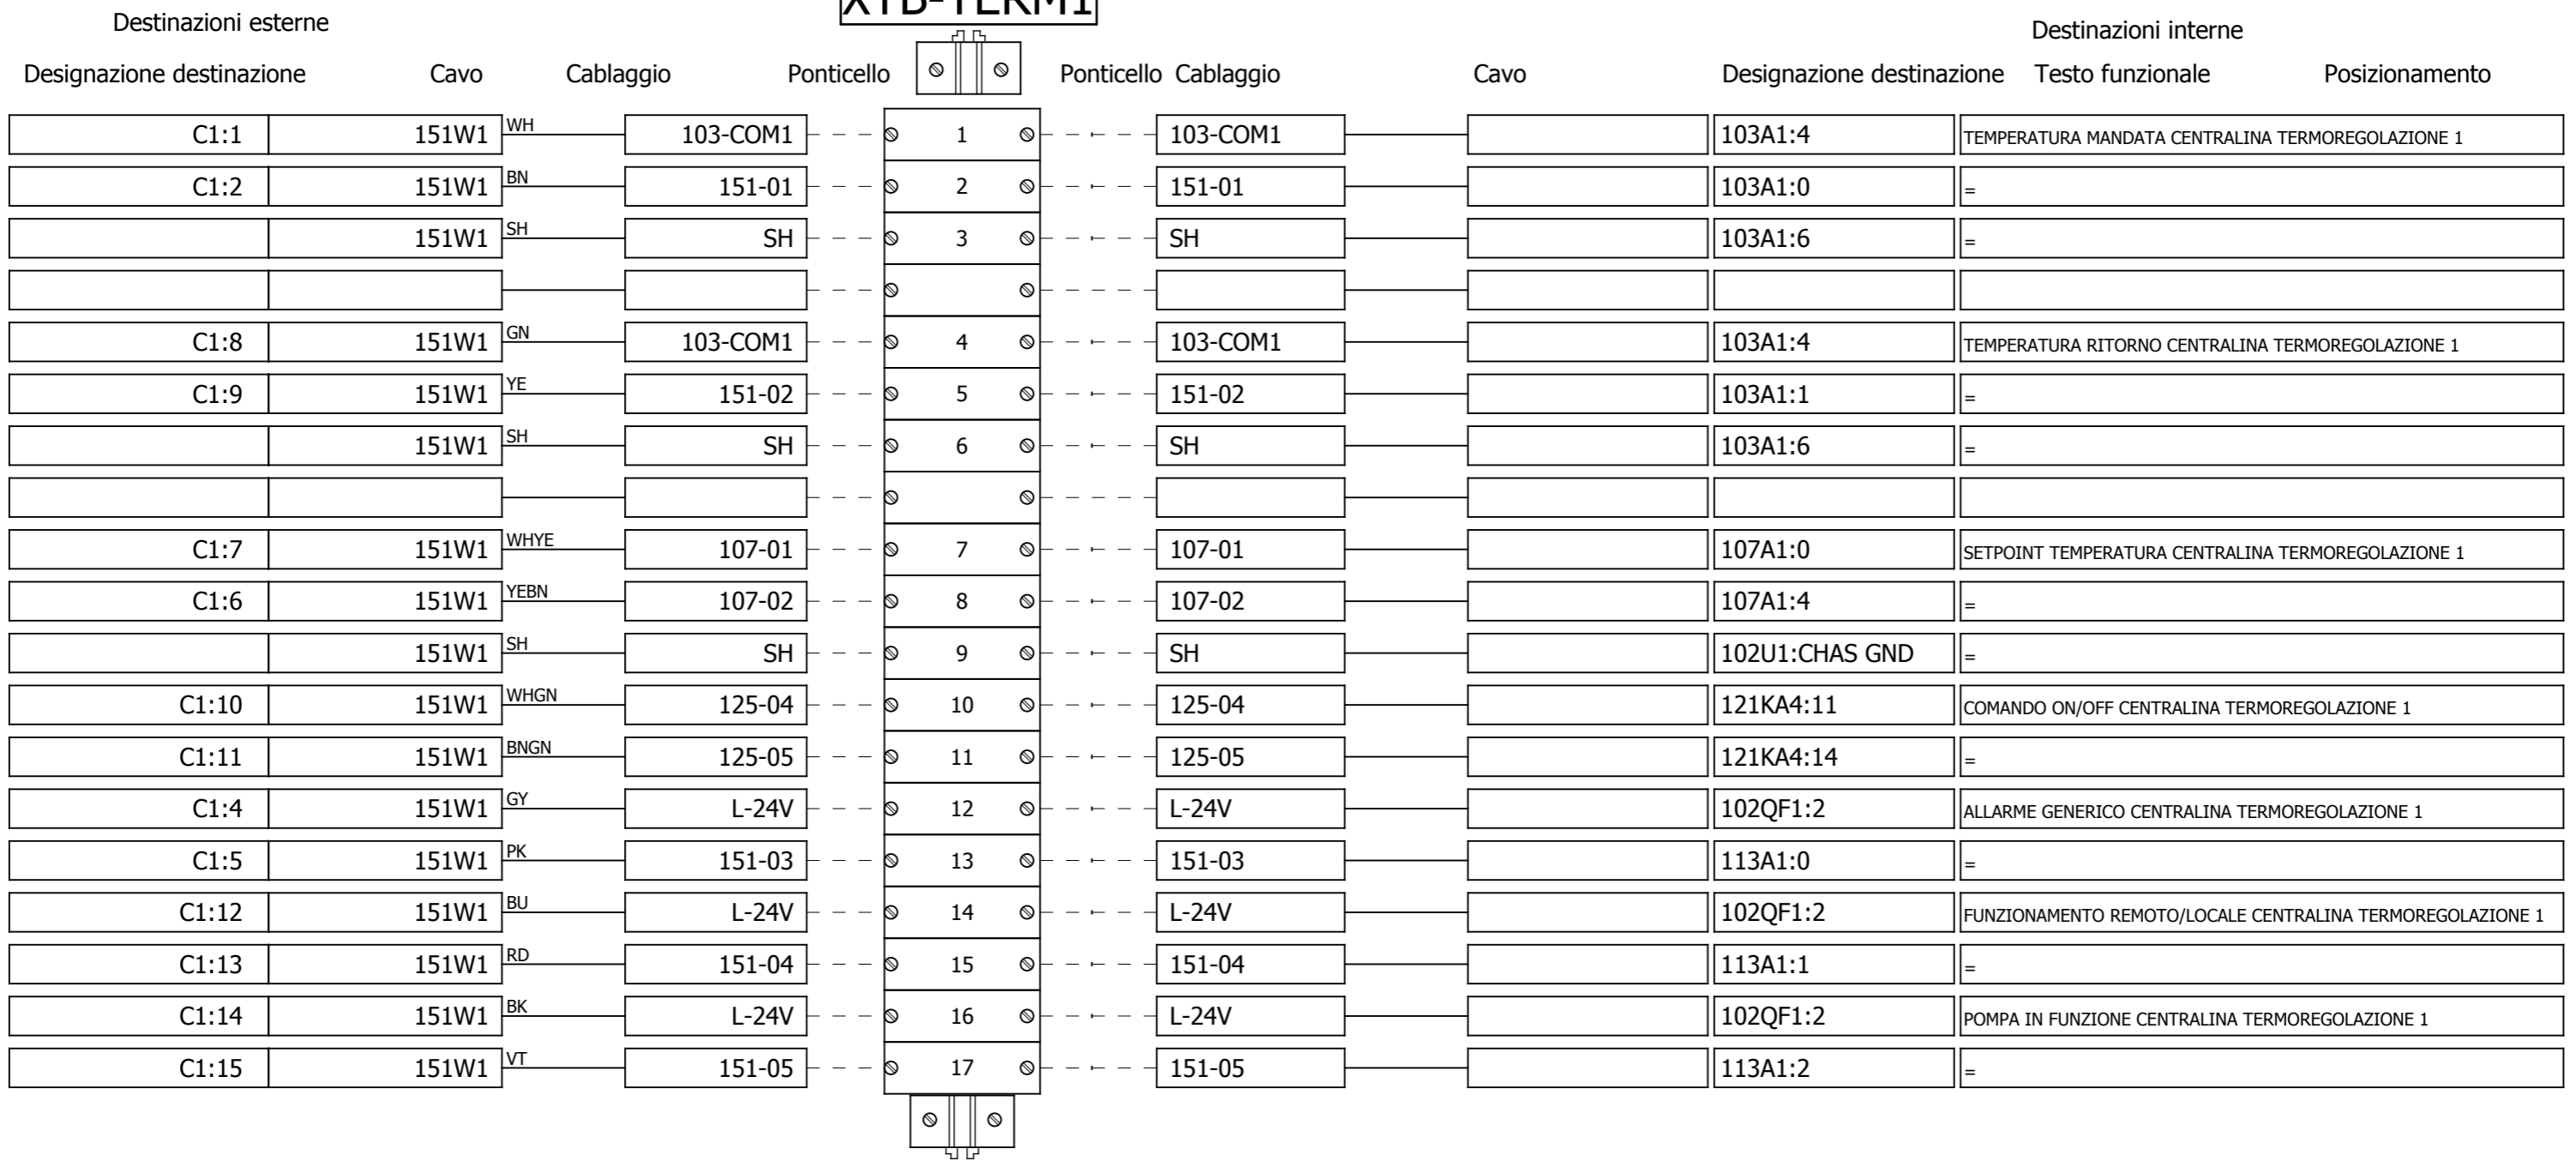 XTB-TERM1
Destinazioni esterne Destinazioni interne
Designazione destinazione Cavo Cablaggio Ponticello Ponticello Cablaggio Cavo Designazione destinazione Testo funzionale Posizionamento
C1:1 151W1 WH 103-COM1 1 103-COM1 103A1:4 TEMPERATURA MANDATA CENTRALINA TERMOREGOLAZIONE 1
C1:2 151W1 BN 151-01 2 151-01 103A1:0 =
151W1 SH SH 3 SH 103A1:6 =
C1:8 151W1 GN 103-COM1 4 103-COM1 103A1:4 TEMPERATURA RITORNO CENTRALINA TERMOREGOLAZIONE 1
C1:9 151W1 YE 151-02 5 151-02 103A1:1 =
151W1 SH SH 6 SH 103A1:6 =
C1:7 151W1 WHYE 107-01 7 107-01 107A1:0 SETPOINT TEMPERATURA CENTRALINA TERMOREGOLAZIONE 1
C1:6 151W1 YEBN 107-02 8 107-02 107A1:4 =
151W1 SH SH 9 SH 102U1:CHAS GND =
C1:10 151W1 WHGN 125-04 10 125-04 121KA4:11 COMANDO ON/OFF CENTRALINA TERMOREGOLAZIONE 1
C1:11 151W1 BNGN 125-05 11 125-05 121KA4:14 =
C1:4 151W1 GY L-24V 12 L-24V 102QF1:2 ALLARME GENERICO CENTRALINA TERMOREGOLAZIONE 1
C1:5 151W1 PK 151-03 13 151-03 113A1:0 =
C1:12 151W1 BU L-24V 14 L-24V 102QF1:2 FUNZIONAMENTO REMOTO/LOCALE CENTRALINA TERMOREGOLAZIONE 1
C1:13 151W1 RD 151-04 15 151-04 113A1:1 =
C1:14 151W1 BK L-24V 16 L-24V 102QF1:2 POMPA IN FUNZIONE CENTRALINA TERMOREGOLAZIONE 1
C1:15 151W1 VT 151-05 17 151-05 113A1:2 =